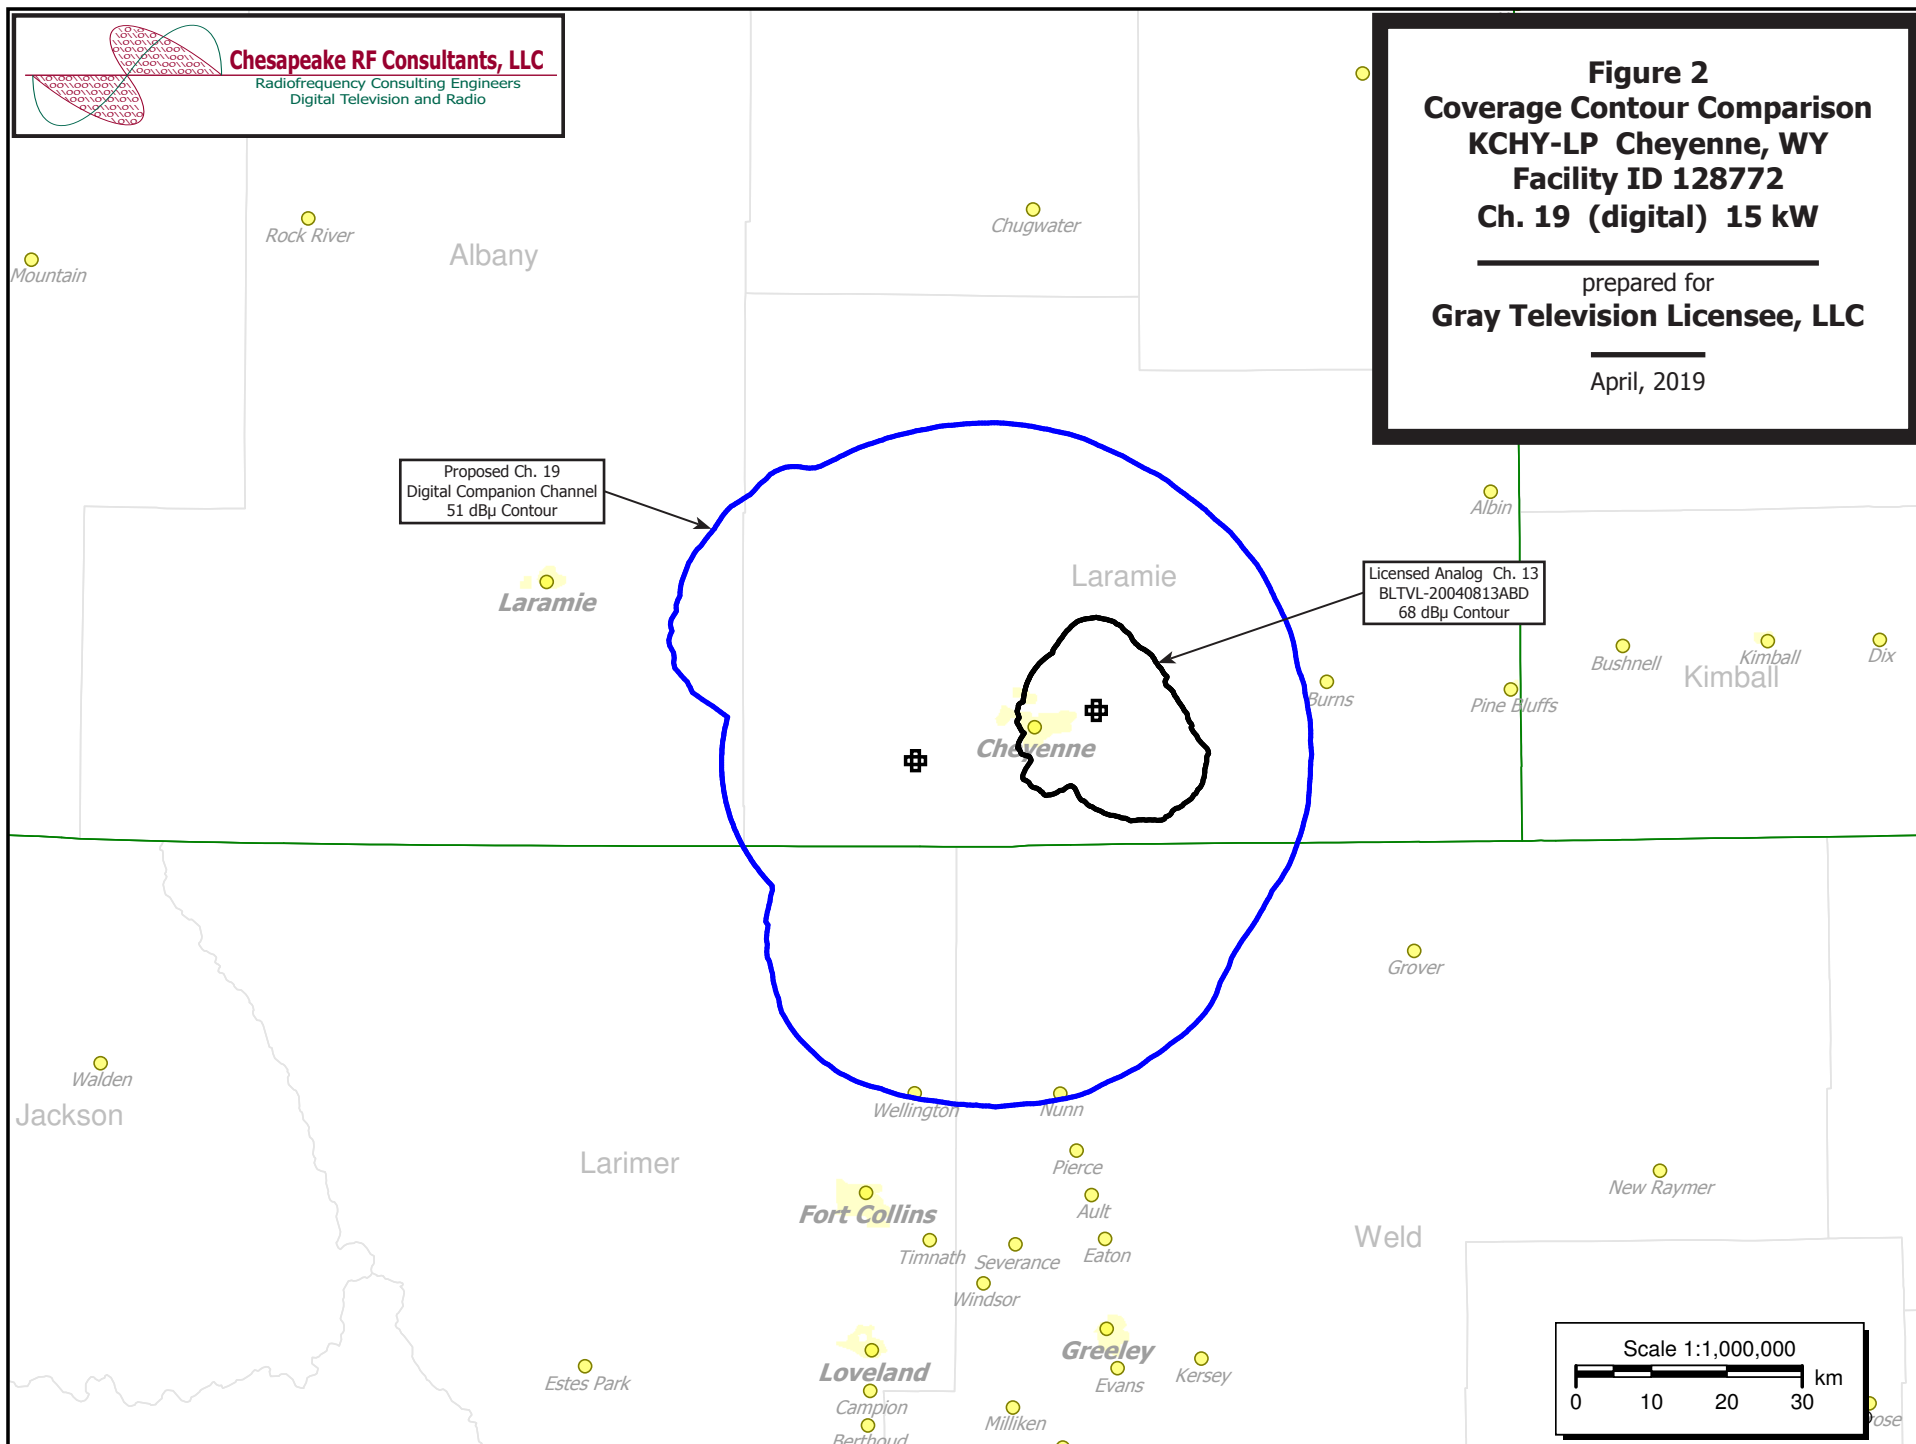 Chesapeake RF Consultants, LLC
Radiofrequency Consulting Engineers
Digital Television and Radio
Figure 2
Coverage Contour Comparison
KCHY-LP Cheyenne, WY
Facility ID 128772
Ch. 19 (digital) 15 kW
prepared for
Gray Television Licensee, LLC
April, 2019
Rock River
Albany
Chugwater
Mountain
Proposed Ch. 19
Digital Companion Channel
51 dBµ Contour
Albin
Laramie
Laramie
Licensed Analog Ch. 13
BLTVL-20040813ABD
68 dBµ Contour
Bushnell
Kimball
Dix
Kimball
Burns
Pine Bluffs
Cheyenne
Grover
Walden
Jackson
Wellington
Nunn
Larimer
Pierce
New Raymer
Fort Collins
Ault
Weld
Timnath
Severance
Eaton
Windsor
Loveland
Greeley
Estes Park
Evans
Kersey
Campion
Milliken
Berthoud
Scale 1:1,000,000
km
0 10 20 30